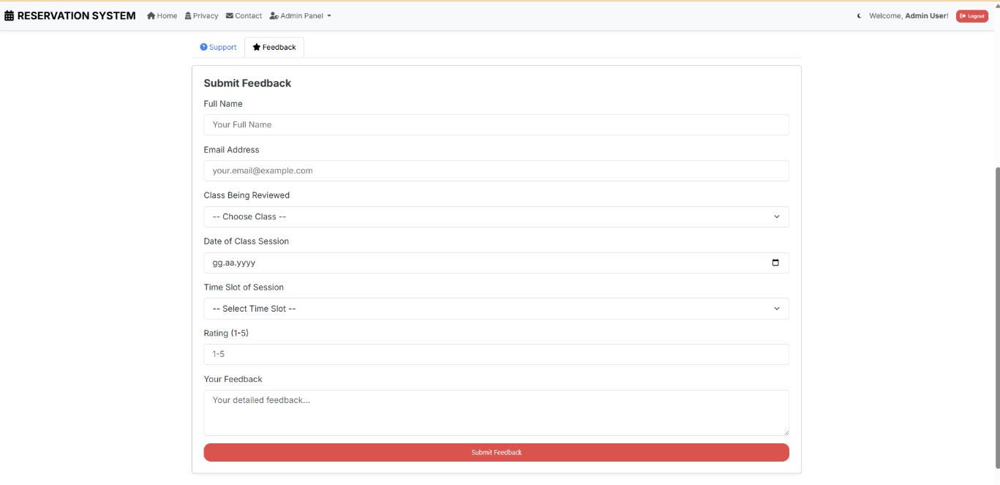 RESERVATION SYSTEM Home Privacy Contact Admin Panel Welcome, Admin User! Logout
Support Feedback
Submit Feedback
Full Name
Your Full Name
Email Address
your.email@example.com
Class Being Reviewed
-- Choose Class --
Date of Class Session
gg.aa.yyyy
Time Slot of Session
-- Select Time Slot --
Rating (1-5)
1-5
Your Feedback
Your detailed feedback...
Submit Feedback